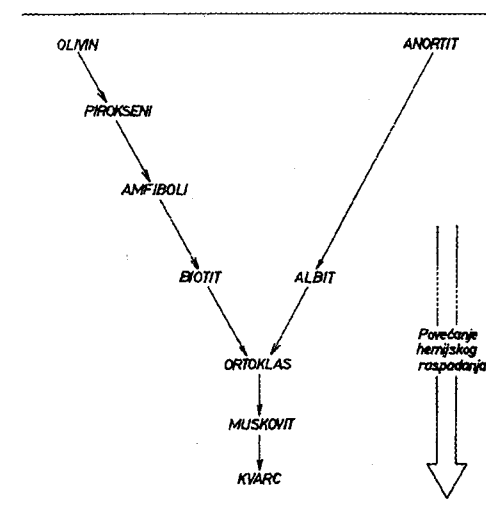 OLIVIN ANORTIT
PIROKSENI
AMFIBOLI
BIOTIT ALBIT
Povećanje
hemijskog
raspadanja
ORTOKLAS
MUSKOVIT
KVARC